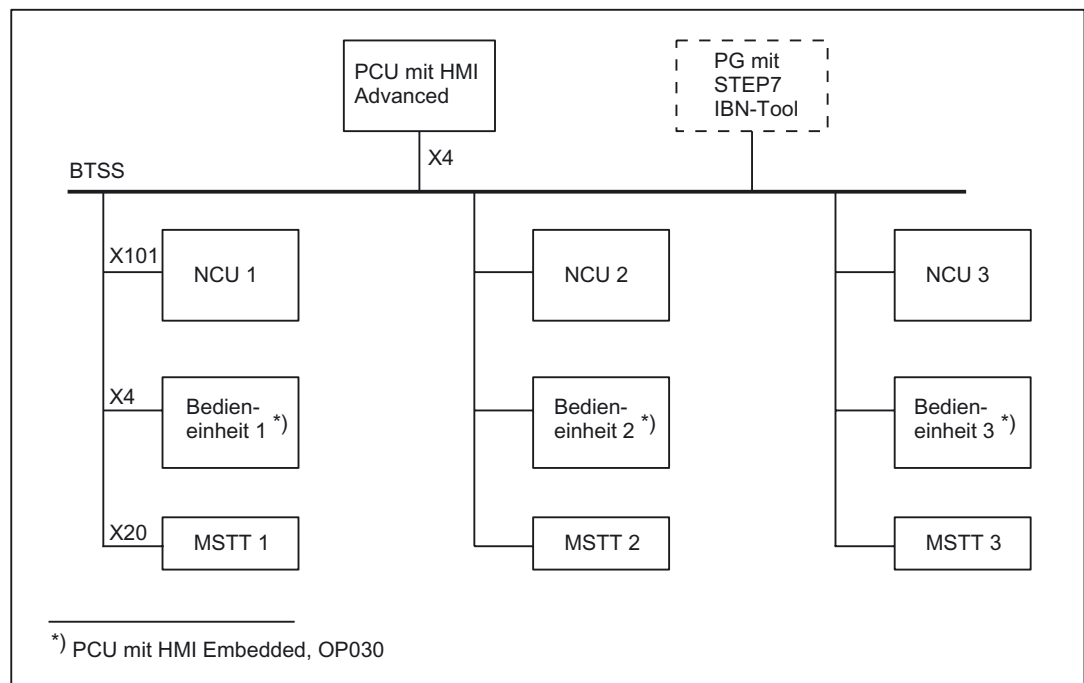 PCU mit HMI
Advanced
PG mit
STEP7
IBN-Tool
X4
BTSS
X101
NCU 1
NCU 2
NCU 3
X4
Bedien-
einheit 1 *)
Bedien-
einheit 2 *)
Bedien-
einheit 3 *)
X20
MSTT 1
MSTT 2
MSTT 3
*) PCU mit HMI Embedded, OP030